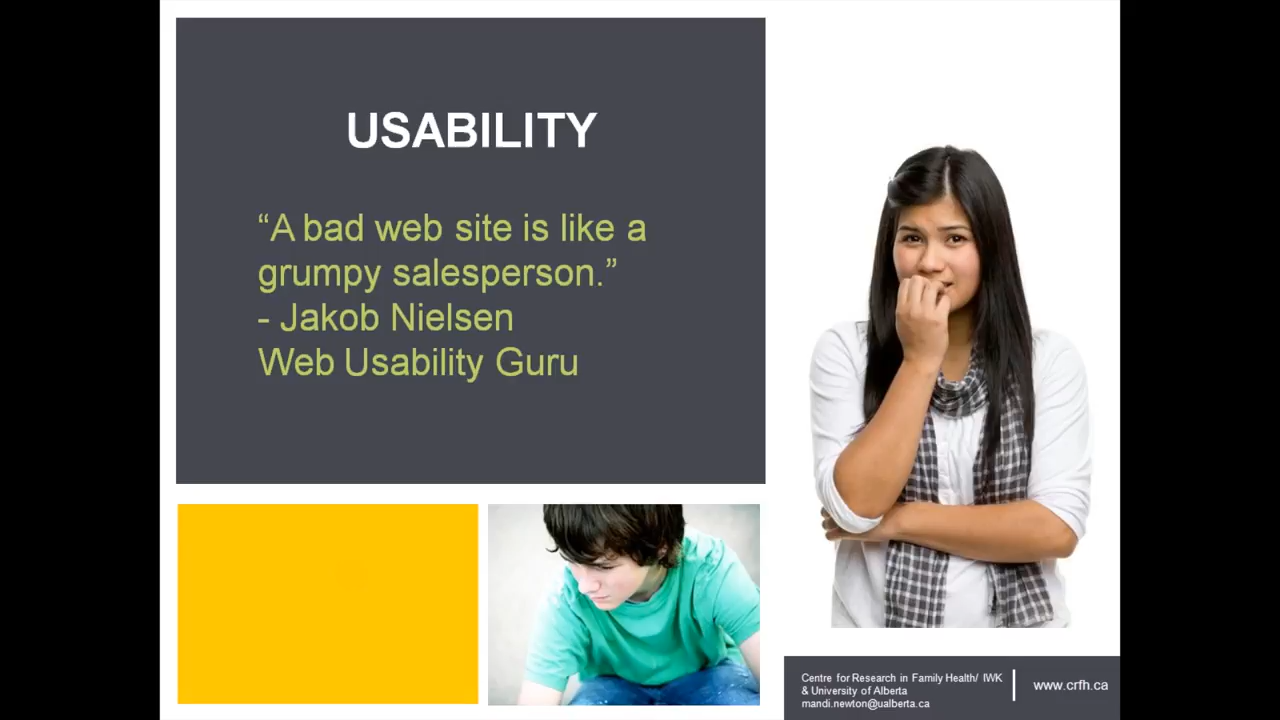 USABILITY
“A bad web site is like a
grumpy salesperson.”
- Jakob Nielsen
Web Usability Guru
Centre for Research in Family Health/ IWK
& University of Alberta
mandi.newton@ualberta.ca
www.crfh.ca